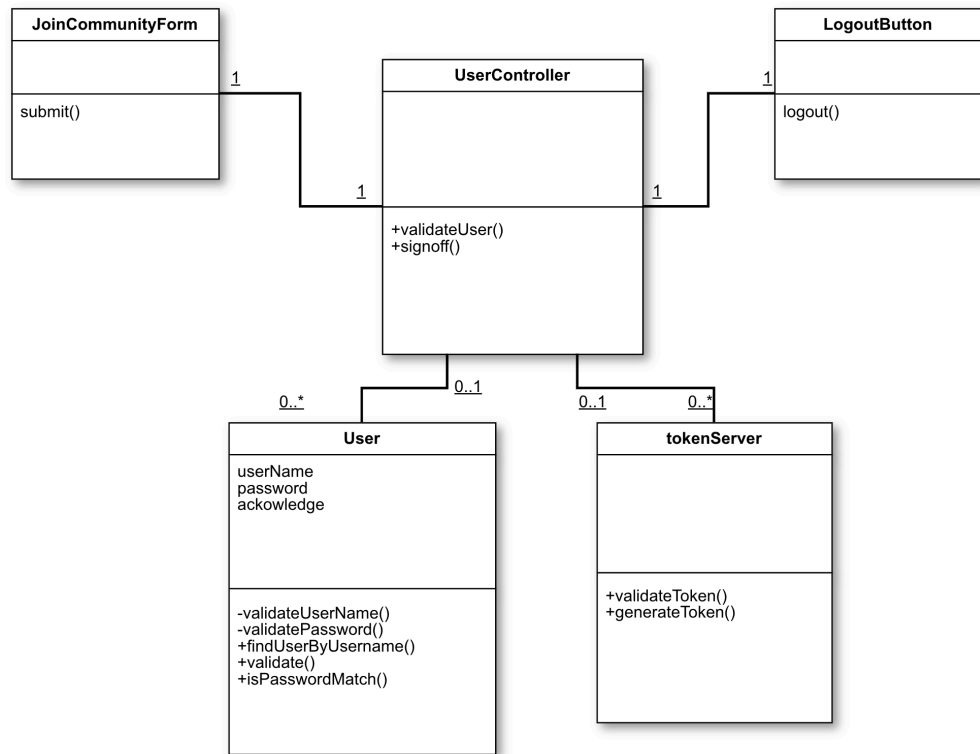 JoinCommunityForm
submit()
1
1
UserController
+validateUser()
+signoff()
LogoutButton
logout()
1
1
0..1
0..*
0..1
0..*
User
userName
password
ackowledge
-validateUserName()
-validatePassword()
+findUserByUsername()
+validate()
+isPasswordMatch()
tokenServer
+validateToken()
+generateToken()